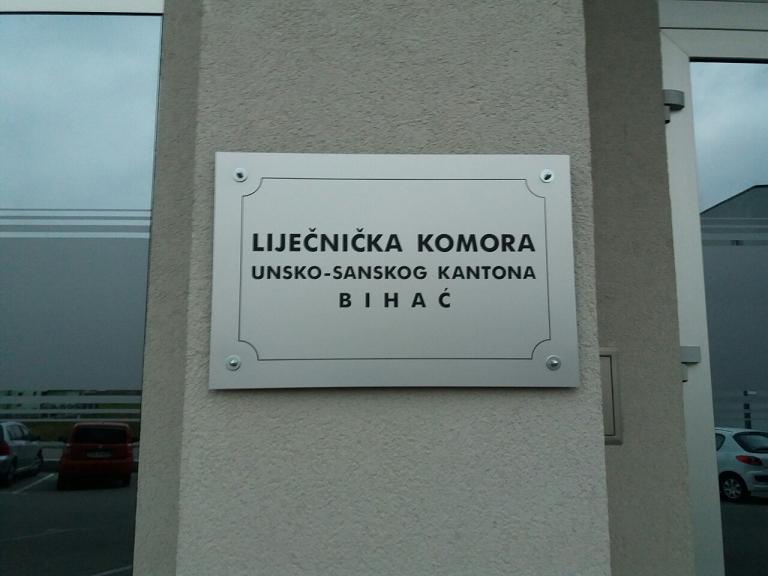 LIJEČNIČKA KOMORA
UNSKO-SANSKOG KANTONA
BIHAĆ